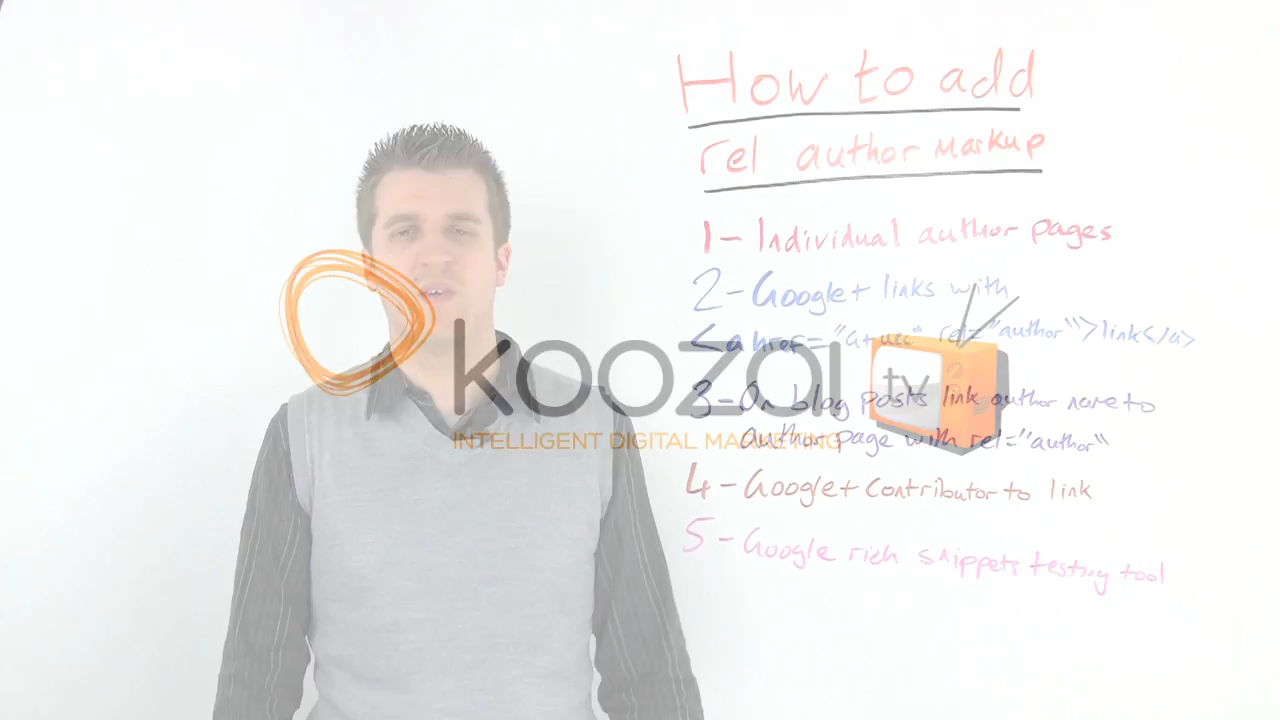 How to add
rel author markup
1- Individual author pages
2- Google+ links with
<a href="G+ url" rel="author">link</a>
3- On blog posts link author name to
author page with rel="author"
4- Google+ Contributor to link
5- Google rich snippets testing tool
koozai tv
INTELLIGENT DIGITAL MARKETING